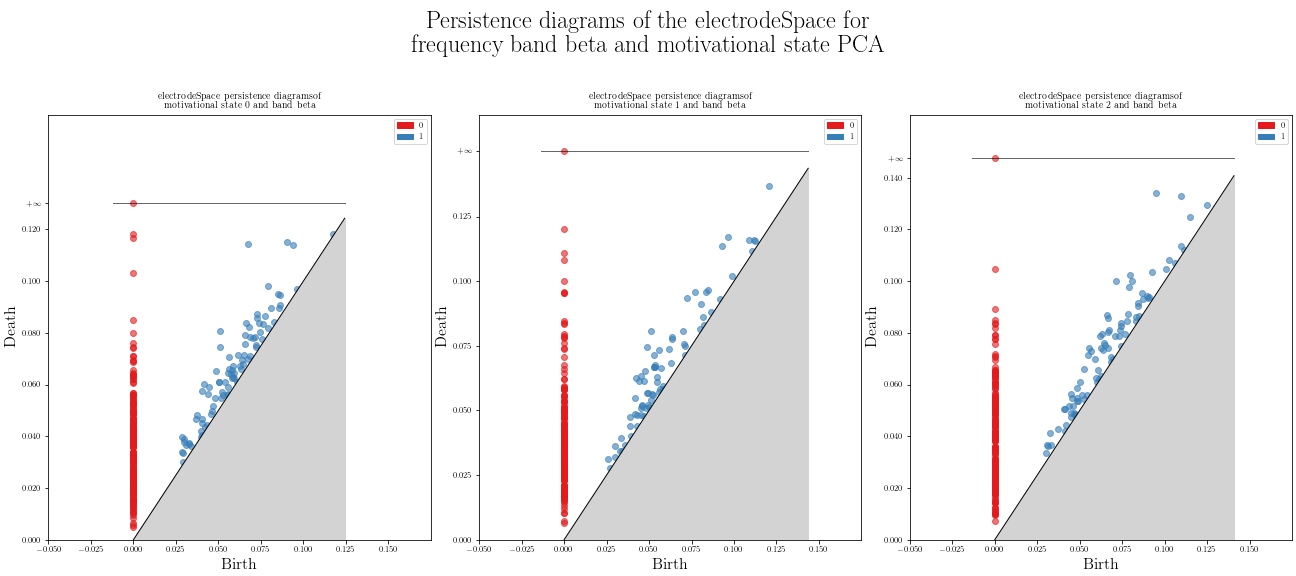 Persistence diagrams of the electrodeSpace for
frequency band beta and motivational state PCA
electrodeSpace persistence diagramsof
motivational state 0 and band beta
0
1
+∞
0.120
0.100
0.080
0.060
0.040
0.020
0.000
Death
−0.050 −0.025 0.000 0.025 0.050 0.075 0.100 0.125 0.150
Birth
electrodeSpace persistence diagramsof
motivational state 1 and band beta
0
1
+∞
0.125
0.100
0.075
0.050
0.025
0.000
Death
−0.050 −0.025 0.000 0.025 0.050 0.075 0.100 0.125 0.150
Birth
electrodeSpace persistence diagramsof
motivational state 2 and band beta
0
1
+∞
0.140
0.120
0.100
0.080
0.060
0.040
0.020
0.000
Death
−0.050 −0.025 0.000 0.025 0.050 0.075 0.100 0.125 0.150
Birth